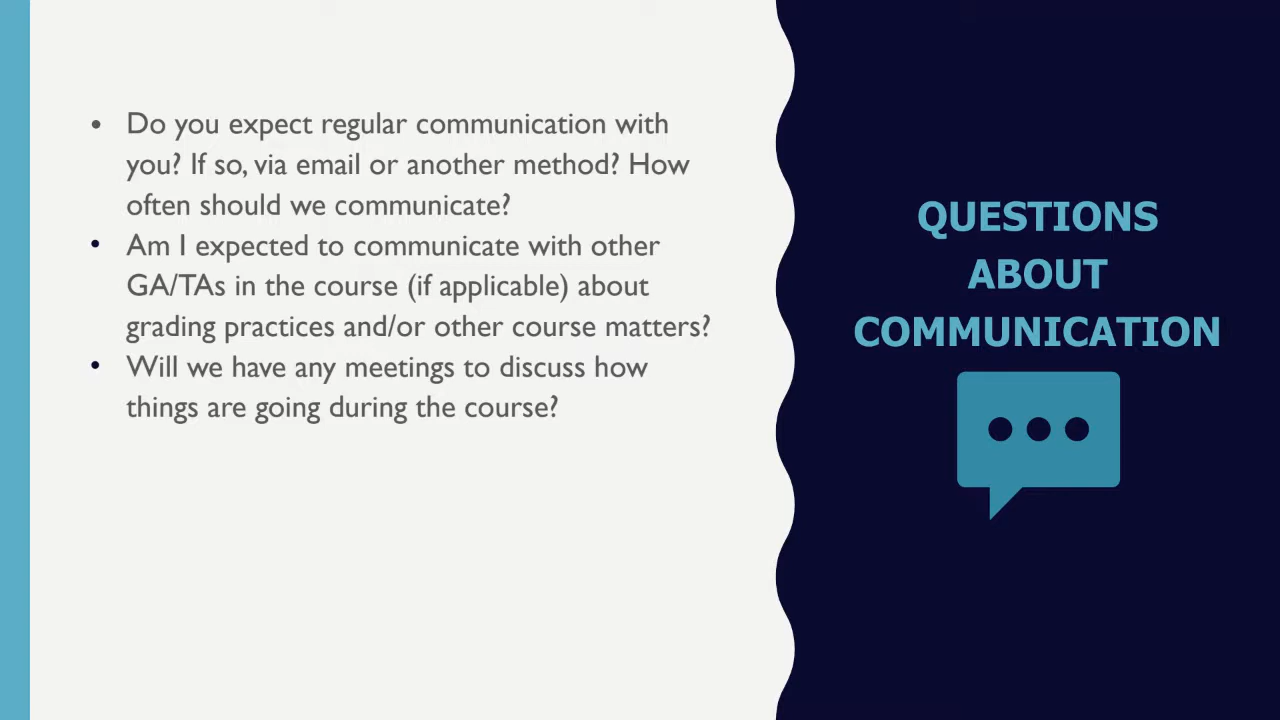 • Do you expect regular communication with
you? If so, via email or another method? How
often should we communicate?
• Am I expected to communicate with other
GA/TAs in the course (if applicable) about
grading practices and/or other course matters?
• Will we have any meetings to discuss how
things are going during the course?
QUESTIONS
ABOUT
COMMUNICATION